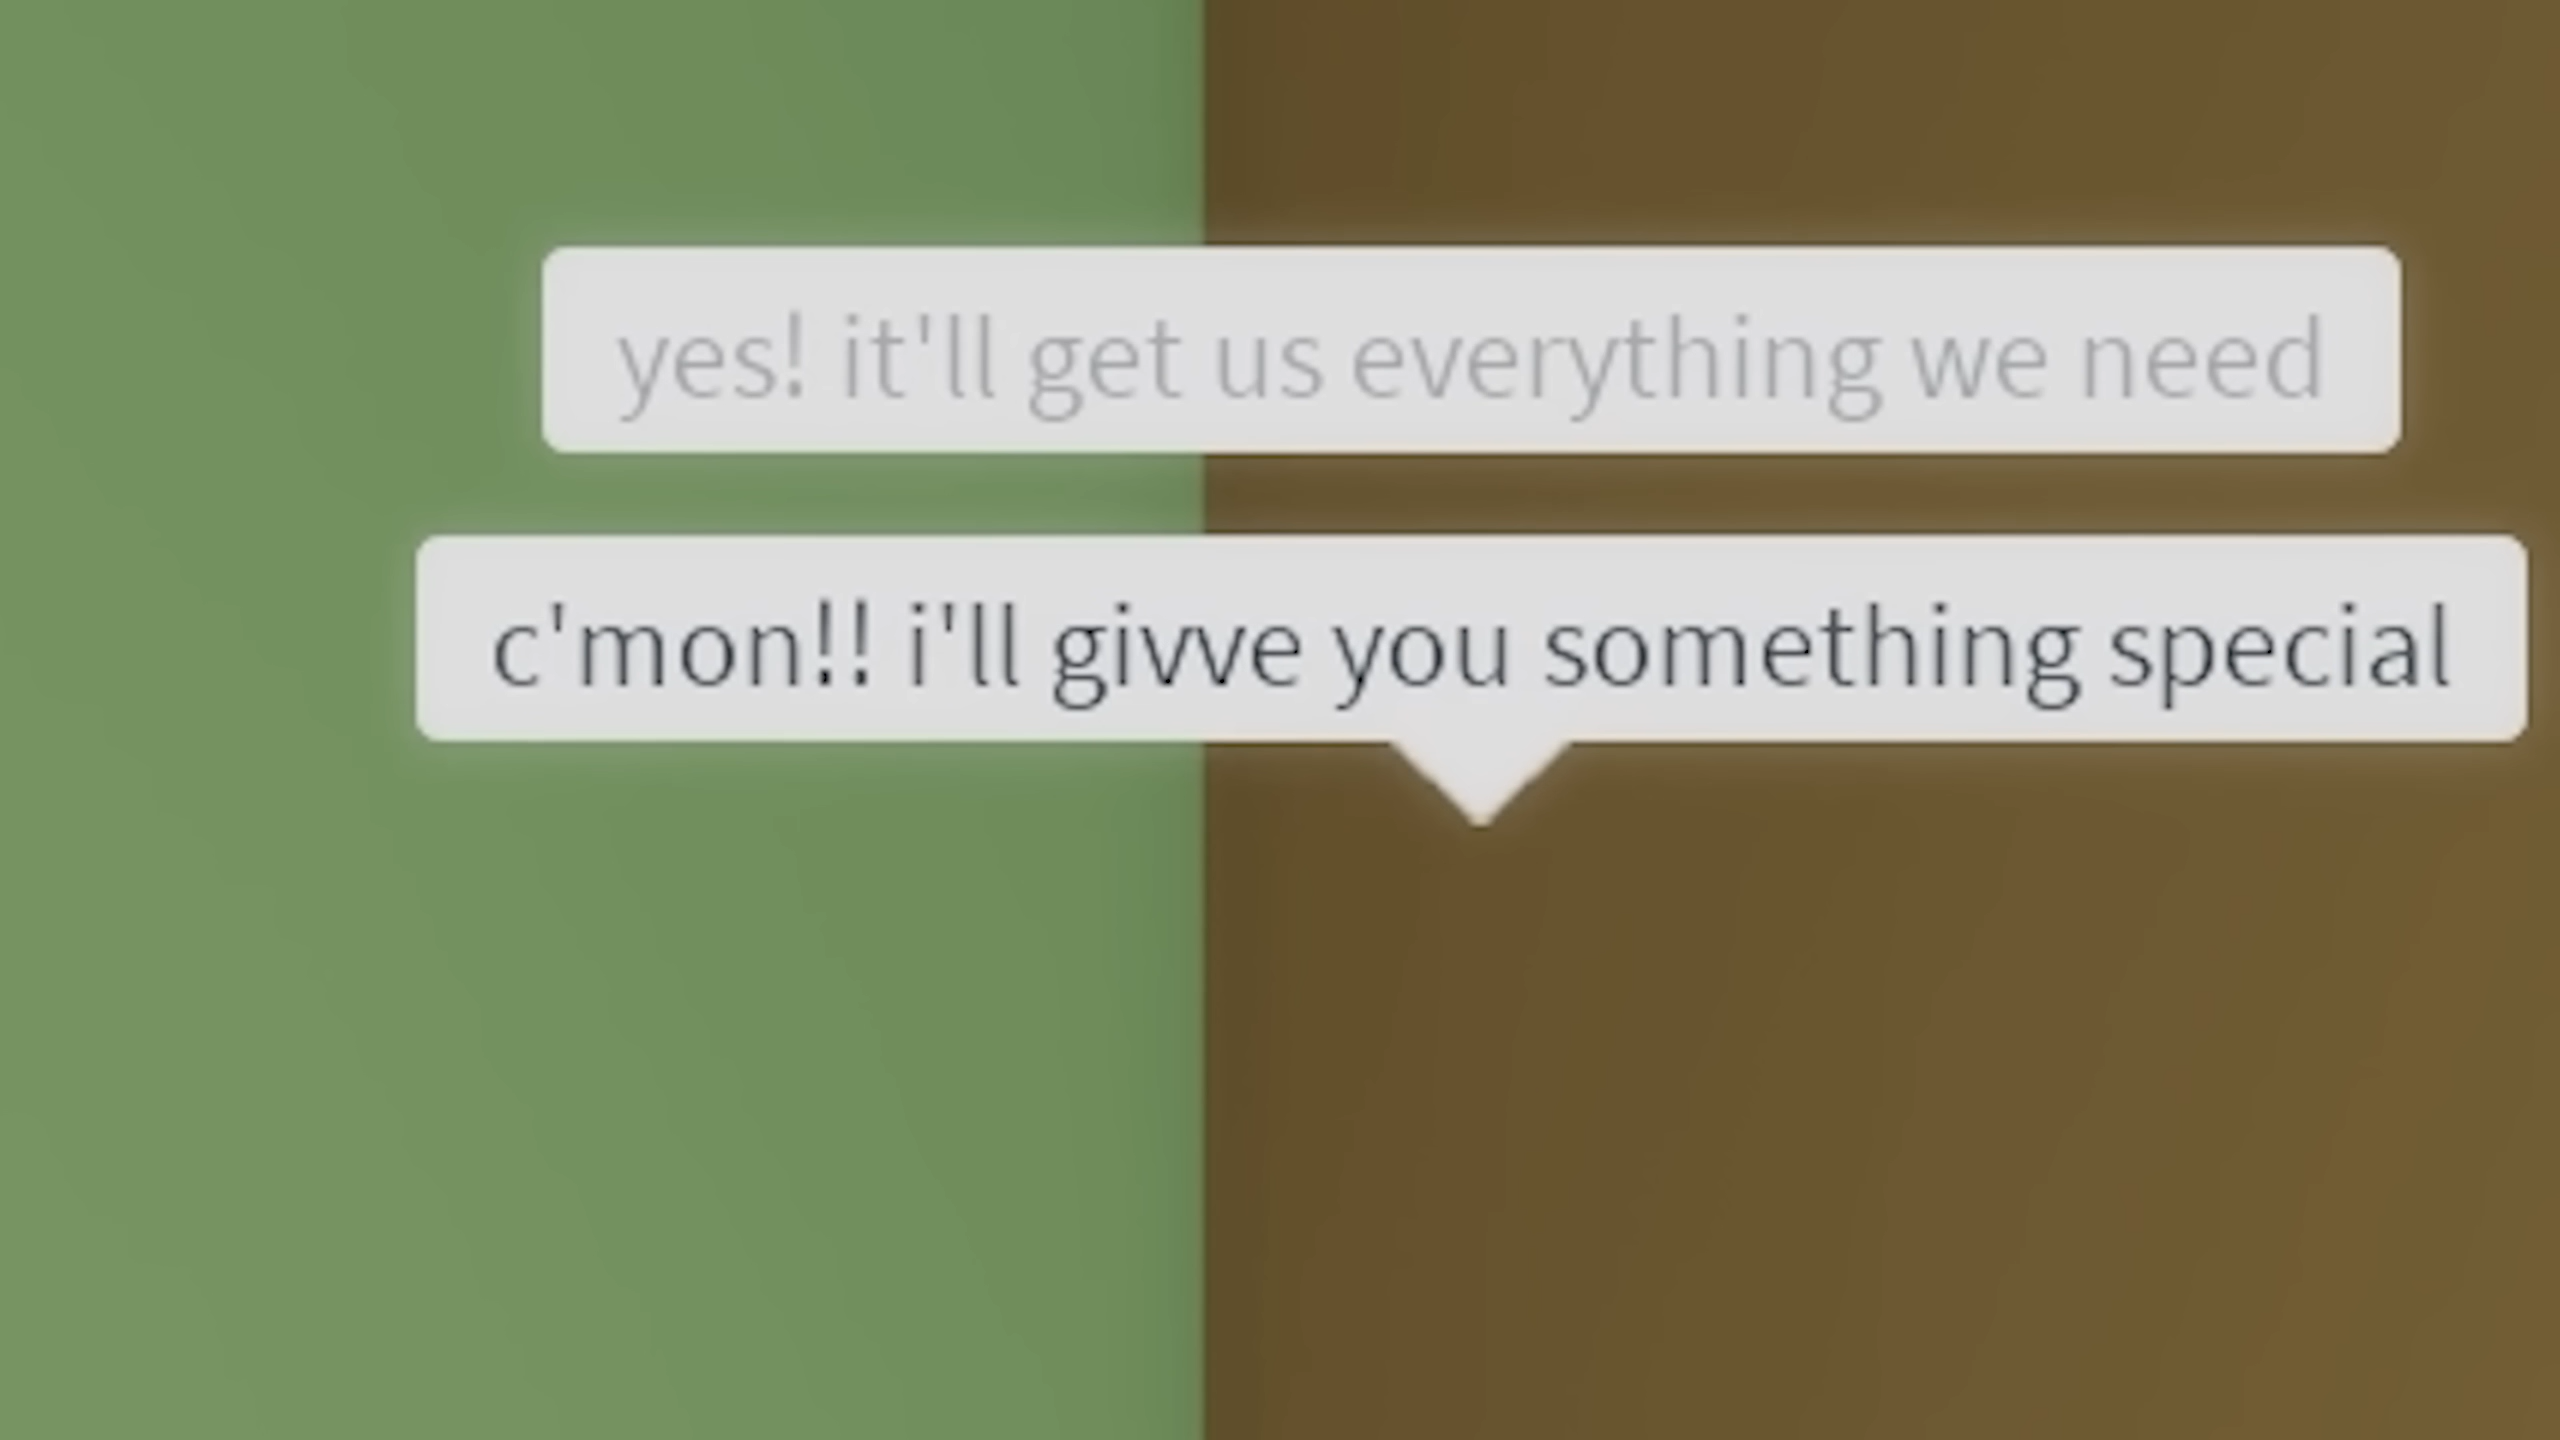 yes! it'll get us everything we need
c'mon!! i'll givve you something special